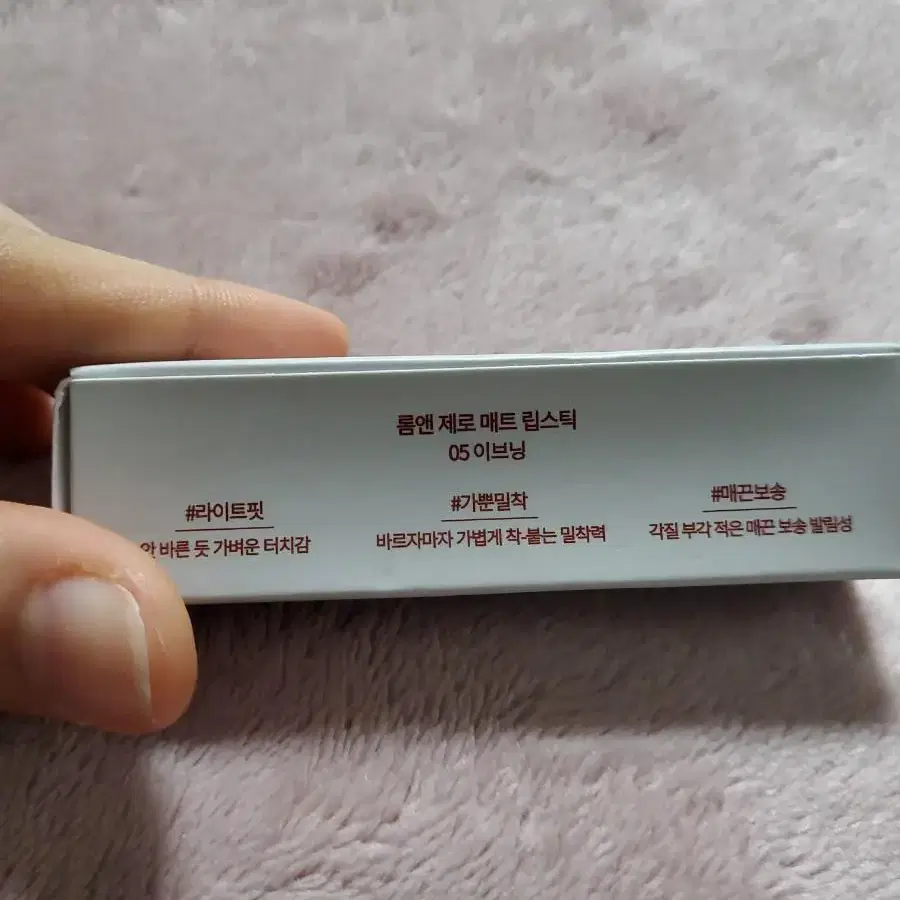 롬앤 제로 매트 립스틱
05 이브닝
#라이트핏
안 바른 듯 가벼운 터치감
#가뿐밀착
바르자마자 가볍게 착-붙는 밀착력
#매끈보송
각질 부각 적은 매끈 보송 발림성